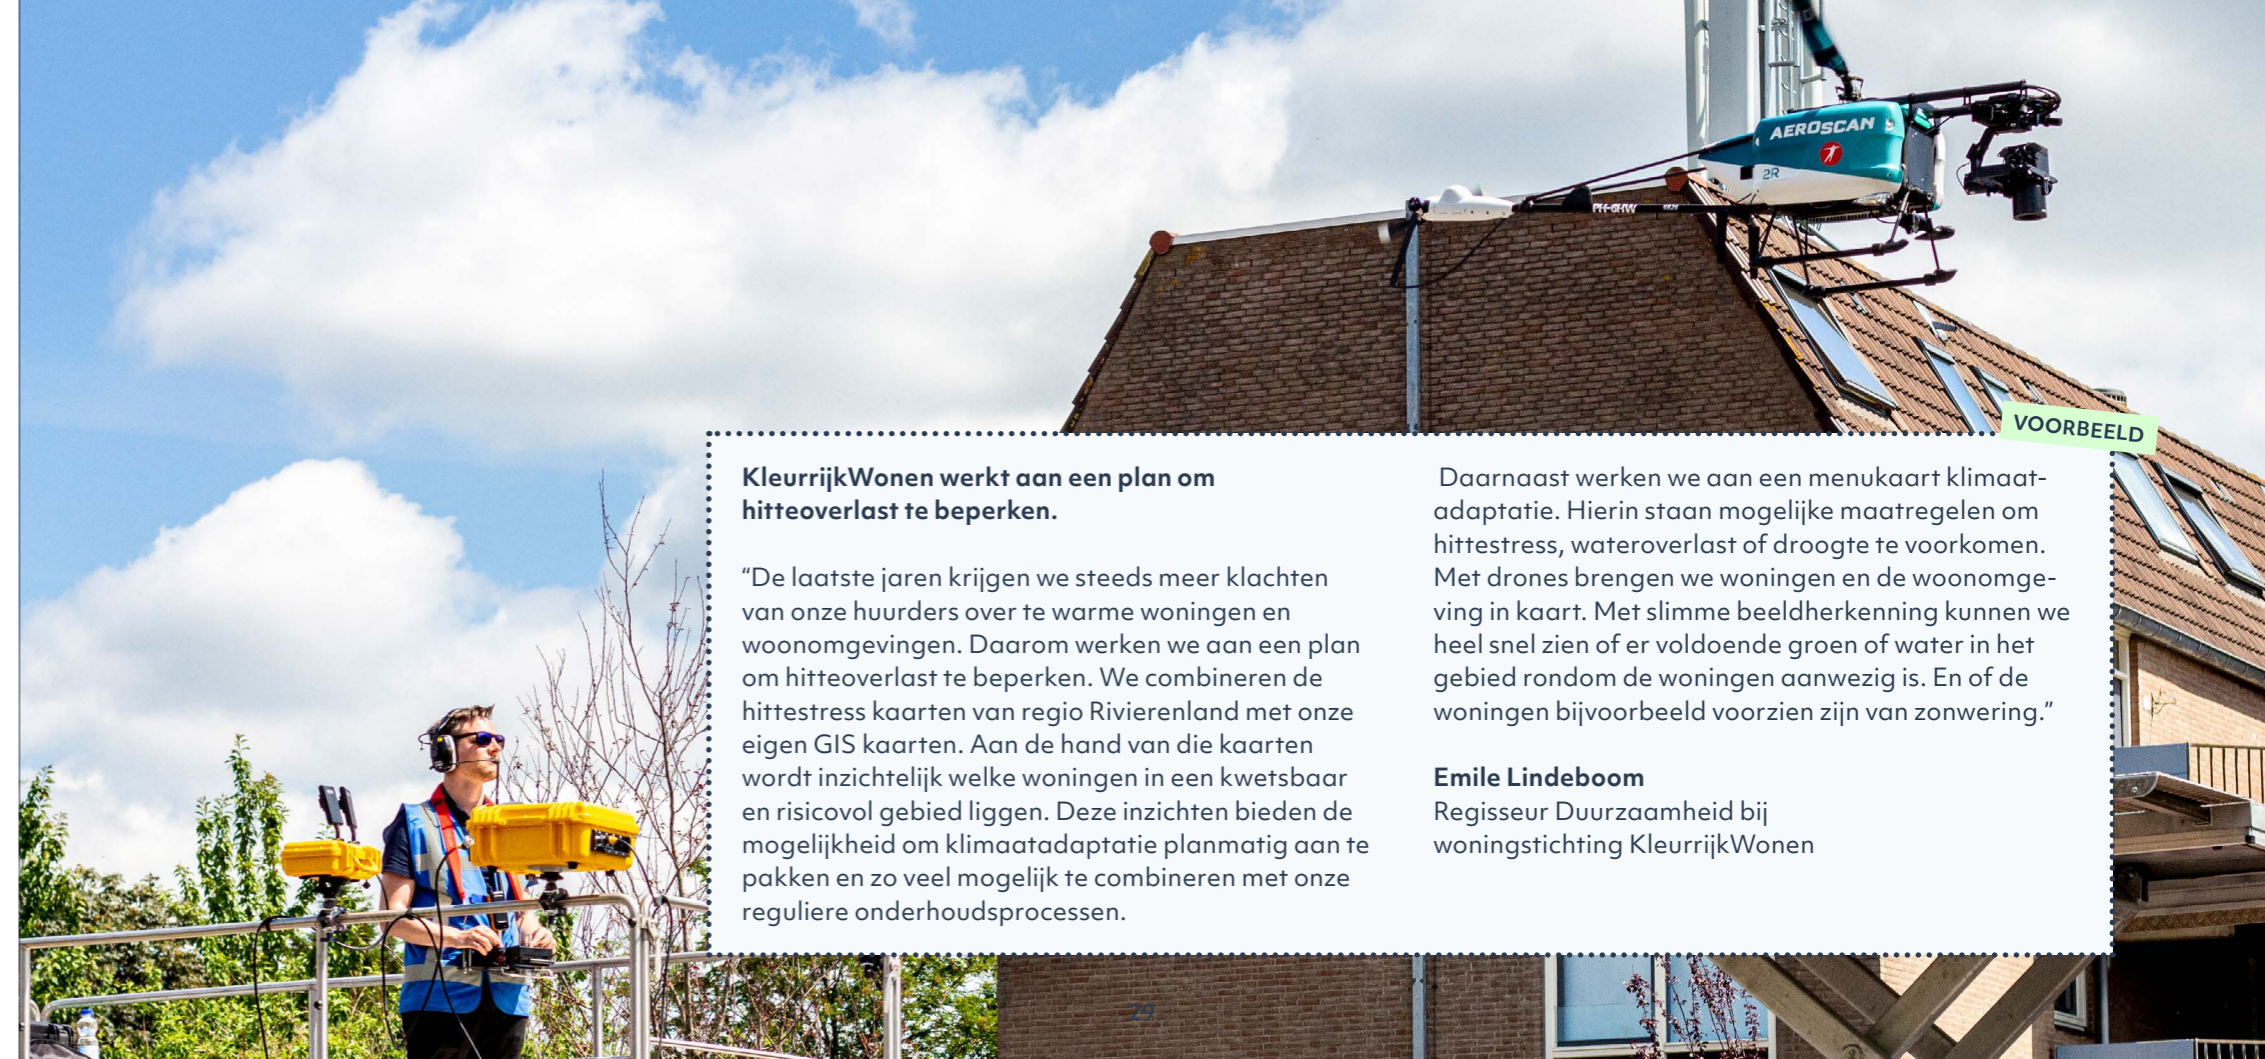 AEROSCAN
2R
PH-6HW
VOORBEELD
KleurrijkWonen werkt aan een plan om
hitteoverlast te beperken.
“De laatste jaren krijgen we steeds meer klachten
van onze huurders over te warme woningen en
woonomgevingen. Daarom werken we aan een plan
om hitteoverlast te beperken. We combineren de
hittestress kaarten van regio Rivierenland met onze
eigen GIS kaarten. Aan de hand van die kaarten
wordt inzichtelijk welke woningen in een kwetsbaar
en risicovol gebied liggen. Deze inzichten bieden de
mogelijkheid om klimaatadaptatie planmatig aan te
pakken en zo veel mogelijk te combineren met onze
reguliere onderhoudsprocessen.
Daarnaast werken we aan een menukaart klimaat-
adaptatie. Hierin staan mogelijke maatregelen om
hittestress, wateroverlast of droogte te voorkomen.
Met drones brengen we woningen en de woonomge-
ving in kaart. Met slimme beeldherkenning kunnen we
heel snel zien of er voldoende groen of water in het
gebied rondom de woningen aanwezig is. En of de
woningen bijvoorbeeld voorzien zijn van zonwering.”
Emile Lindeboom
Regisseur Duurzaamheid bij
woningstichting KleurrijkWonen
29